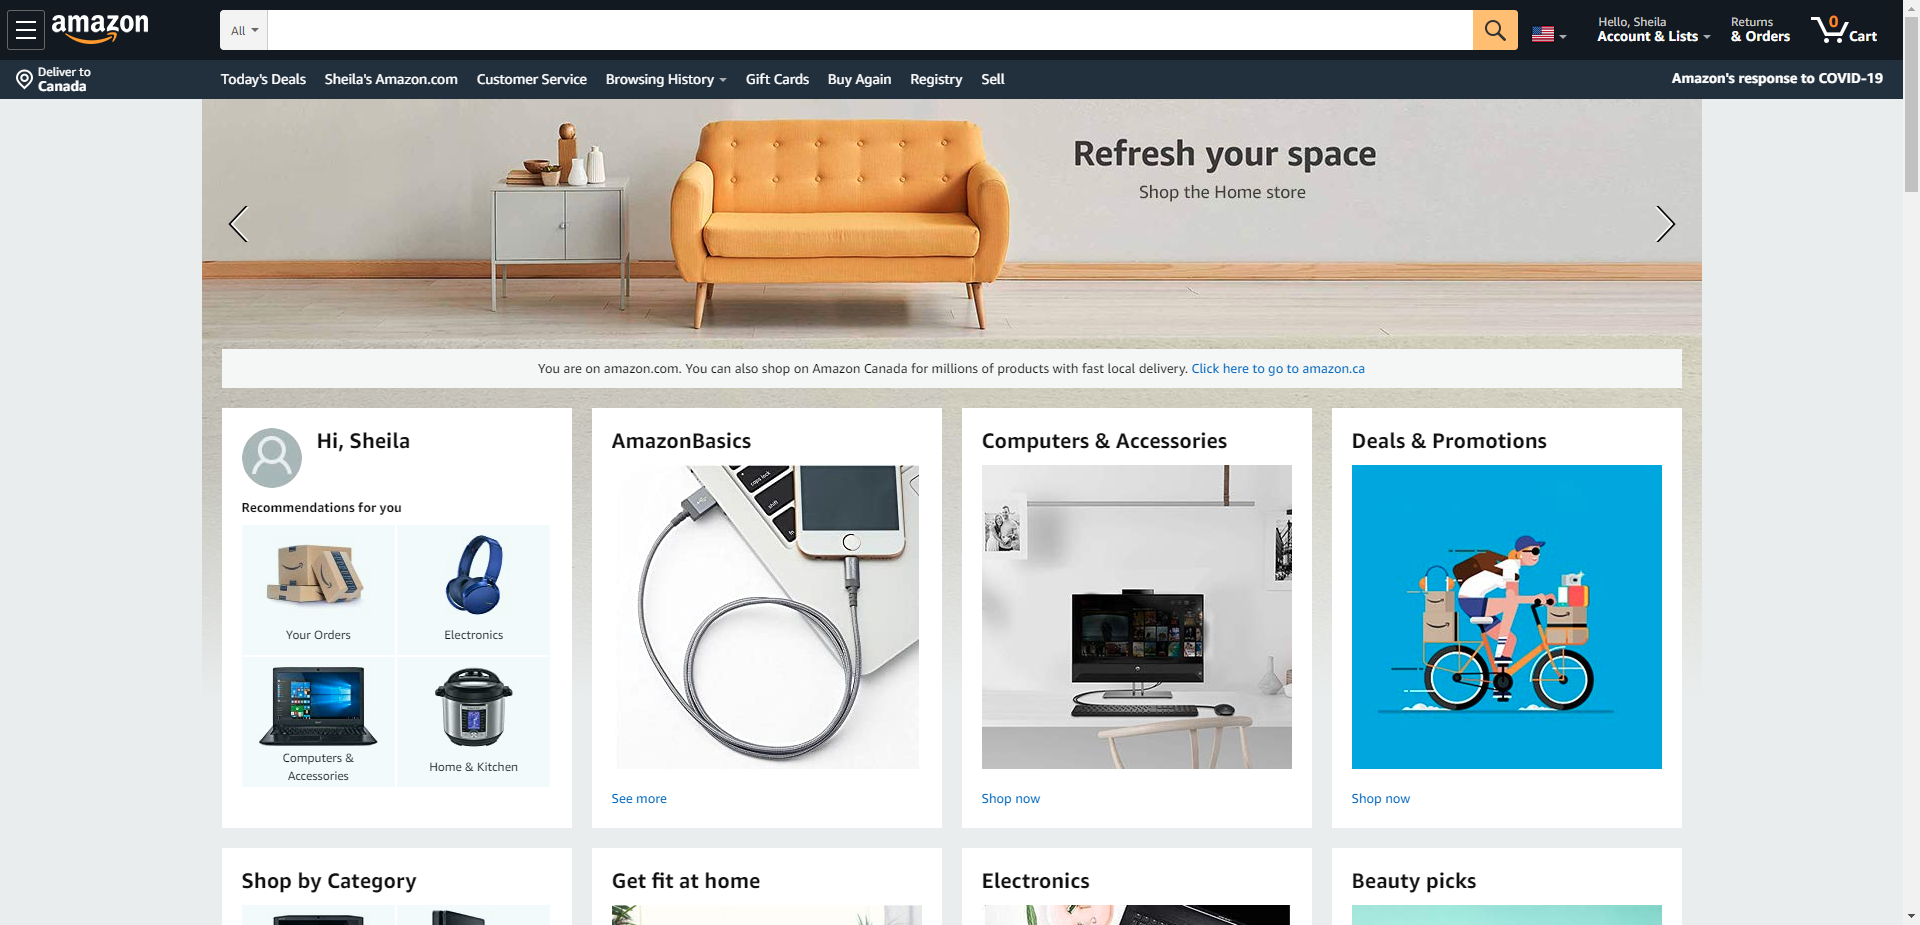 amazon
All
Hello, Sheila
Account & Lists
Returns
& Orders
0
Cart
Deliver to
Canada
Today's Deals
Sheila's Amazon.com
Customer Service
Browsing History
Gift Cards
Buy Again
Registry
Sell
Amazon's response to COVID-19
Refresh your space
Shop the Home store
You are on amazon.com. You can also shop on Amazon Canada for millions of products with fast local delivery. Click here to go to amazon.ca
Hi, Sheila
Recommendations for you
Your Orders
Electronics
Computers &
Accessories
Home & Kitchen
AmazonBasics
caps lock
shift
fn
See more
Computers & Accessories
Shop now
Deals & Promotions
Shop now
Shop by Category
Get fit at home
Electronics
Beauty picks